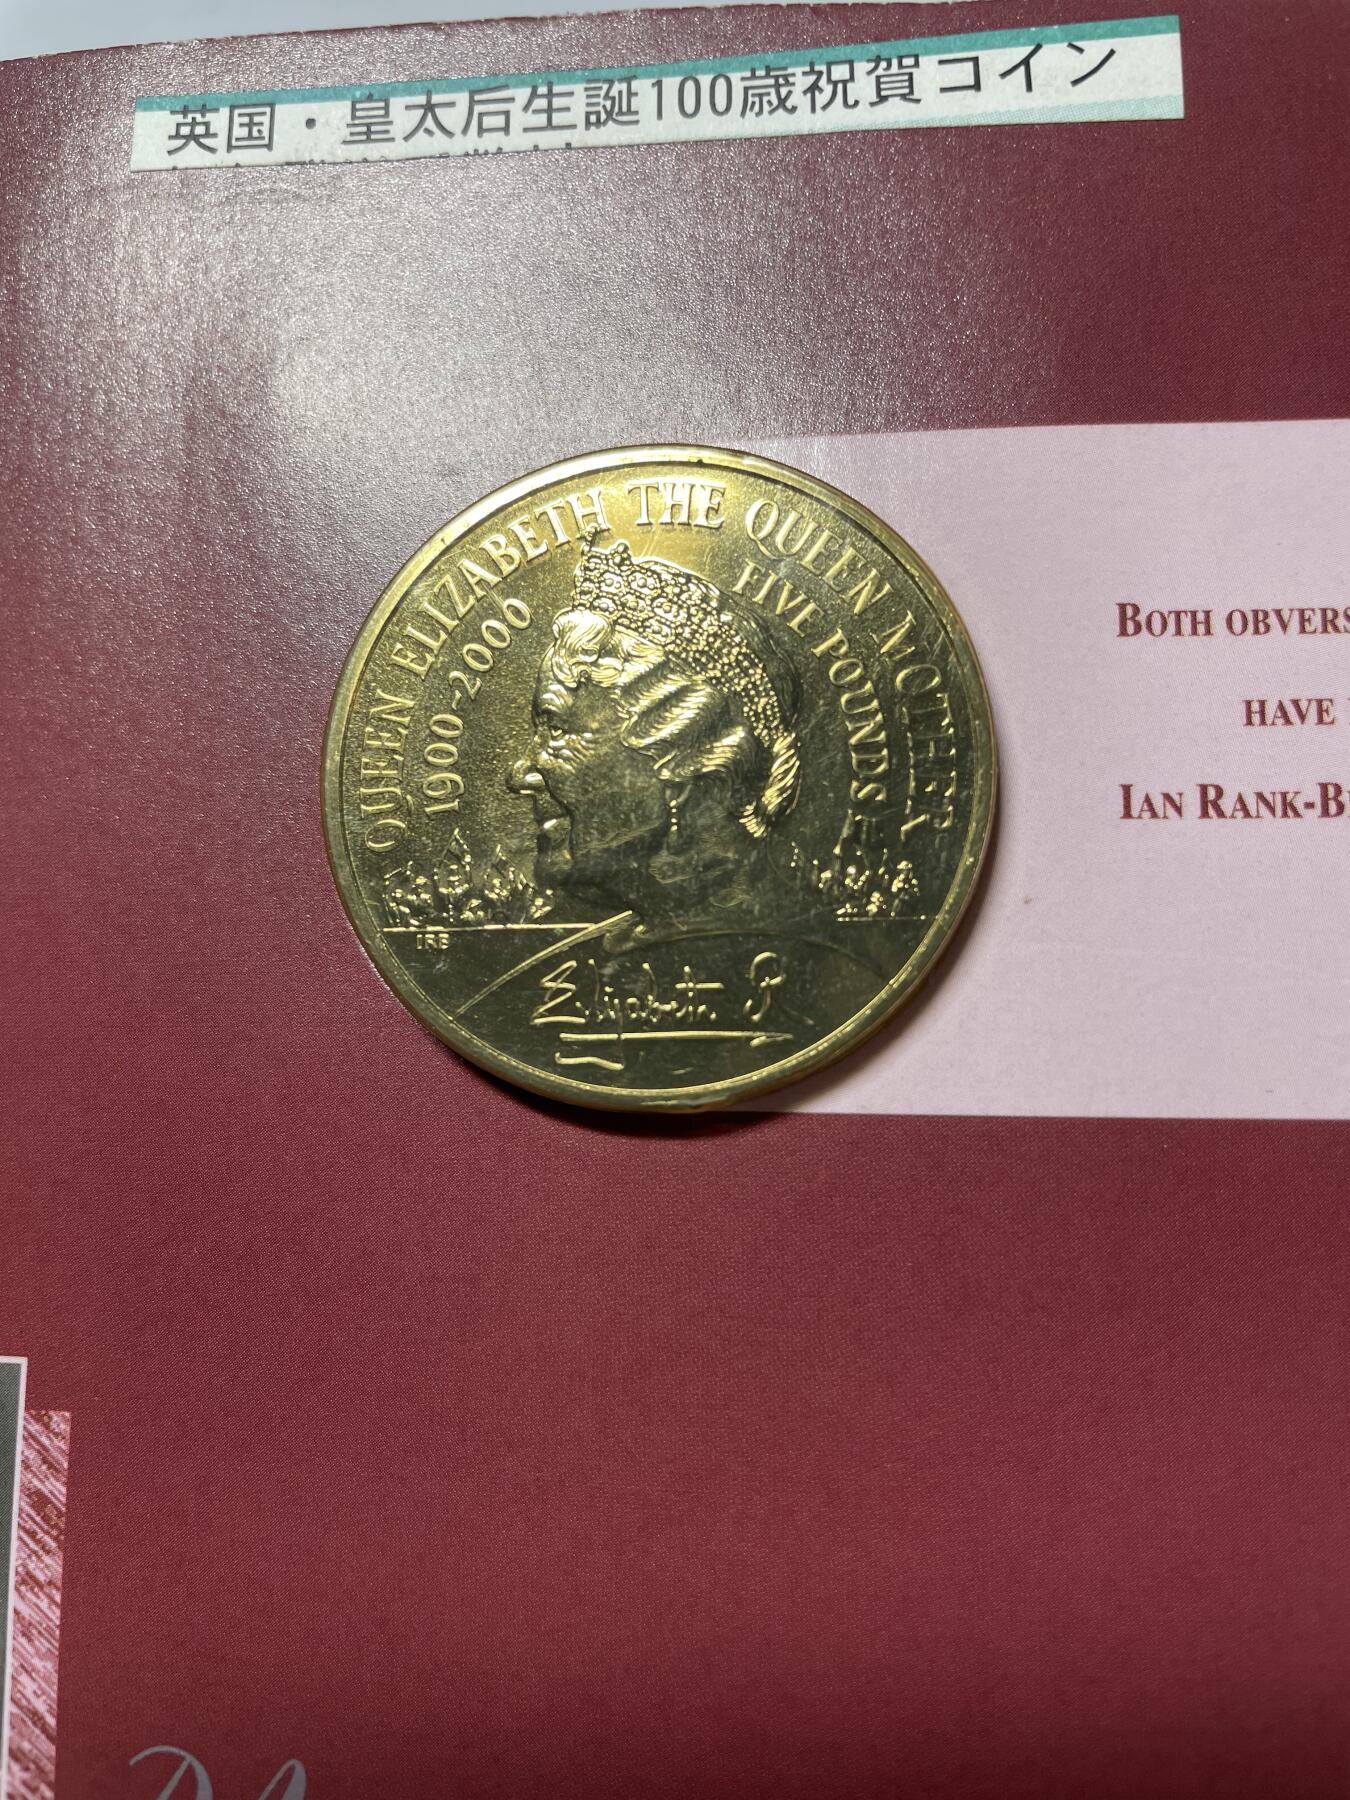 英国・皇太后生誕100歳祝賀コイン
QUEEN ELIZABETH THE QUEEN MOTHER
1900-2000
FIVE POUNDS
IRB
Elizabeth R
BOTH OBVERS
HAVE
IAN RANK-B